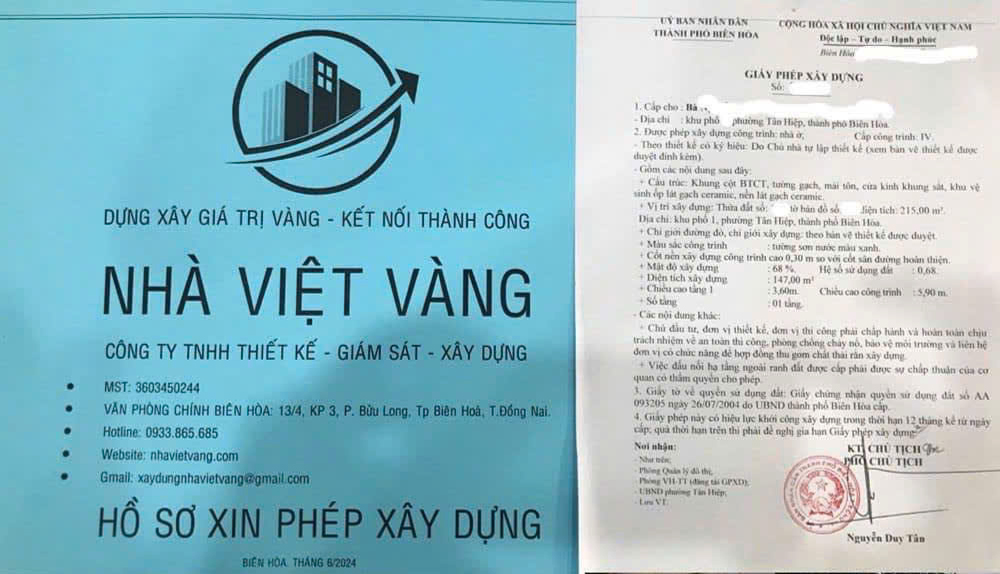 DỰNG XÂY GIÁ TRỊ VÀNG - KẾT NỐI THÀNH CÔNG
NHÀ VIỆT VÀNG
CÔNG TY TNHH THIẾT KẾ - GIÁM SÁT - XÂY DỰNG
MST: 3603450244
VĂN PHÒNG CHÍNH BIÊN HÒA: 13/4, KP 3, P. Bửu Long, Tp Biên Hoà, T.Đồng Nai.
Hotline: 0933.865.685
Website: nhavietvang.com
Gmail: xaydungnhavietvang@gmail.com
HỒ SƠ XIN PHÉP XÂY DỰNG
BIÊN HÒA, THÁNG 6/2024
UỶ BAN NHÂN DÂN
THÀNH PHỐ BIÊN HÒA
CỘNG HÒA XÃ HỘI CHỦ NGHĨA VIỆT NAM
Độc lập - Tự do - Hạnh phúc
Biên Hòa
GIẤY PHÉP XÂY DỰNG
Số:
1. Cấp cho : Bà
- Địa chỉ : khu phố phường Tân Hiệp, thành phố Biên Hòa.
2. Được phép xây dựng công trình: nhà ở; Cấp công trình: IV.
- Theo thiết kế có ký hiệu: Do Chủ nhà tự lập thiết kế (xem bản vẽ thiết kế được
duyệt đính kèm).
- Gồm các nội dung sau đây:
+ Cấu trúc: Khung cột BTCT, tường gạch, mái tôn, cửa kính khung sắt, khu vệ
sinh ốp lát gạch ceramic, nền lát gạch ceramic.
+ Vị trí xây dựng: Thửa đất số: tờ bản đồ số: diện tích: 215,00 m².
Địa chỉ: khu phố 1, phường Tân Hiệp, thành phố Biên Hòa.
+ Chỉ giới đường đỏ, chỉ giới xây dựng: theo bản vẽ thiết kế được duyệt.
+ Màu sắc công trình : tường sơn nước màu xanh.
+ Cốt nền xây dựng công trình cao 0,30 m so với cốt sân đường hoàn thiện.
+ Mật độ xây dựng : 68 %. Hệ số sử dụng đất : 0,68.
+ Diện tích xây dựng : 147,00 m²
+ Chiều cao tầng 1 : 3,60m. Chiều cao công trình : 5,90 m.
+ Số tầng : 01 tầng.
- Các nội dung khác:
+ Chủ đầu tư, đơn vị thiết kế, đơn vị thi công phải chấp hành và hoàn toàn chịu
trách nhiệm về an toàn thi công, phòng chống cháy nổ, bảo vệ môi trường và liên hệ
đơn vị có chức năng để hợp đồng thu gom chất thải rắn xây dựng.
+ Việc đấu nối hạ tầng ngoài ranh đất được cấp phải được sự chấp thuận của cơ
quan có thẩm quyền cho phép.
3. Giấy tờ về quyền sử dụng đất: Giấy chứng nhận quyền sử dụng đất số AA
093205 ngày 26/07/2004 do UBND thành phố Biên Hòa cấp.
4. Giấy phép này có hiệu lực khởi công xây dựng trong thời hạn 12 tháng kể từ ngày
cấp; quá thời hạn trên thì phải đề nghị gia hạn Giấy phép xây dựng.
Nơi nhận:
- Như trên;
- Phòng Quản lý đô thị;
- Phòng VH-TT (đăng tải GPXD);
- UBND phường Tân Hiệp;
- Lưu VT.
KT. CHỦ TỊCH
PHÓ CHỦ TỊCH
Nguyễn Duy Tân